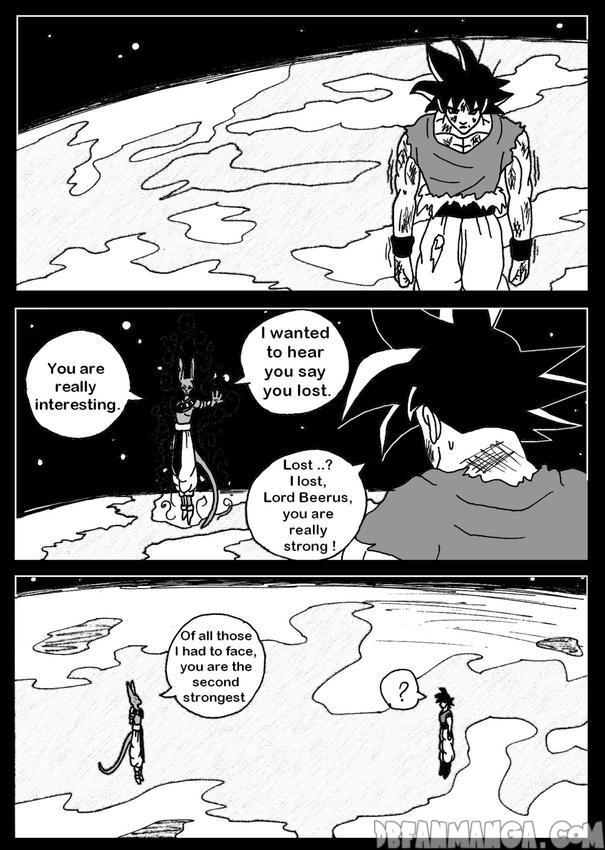 You are
really
interesting.
I wanted
to hear
you say
you lost.
Lost ..?
I lost,
Lord Beerus,
you are
really
strong !
Of all those
I had to face,
you are the
second
strongest
?
DBFANMANGA.COM